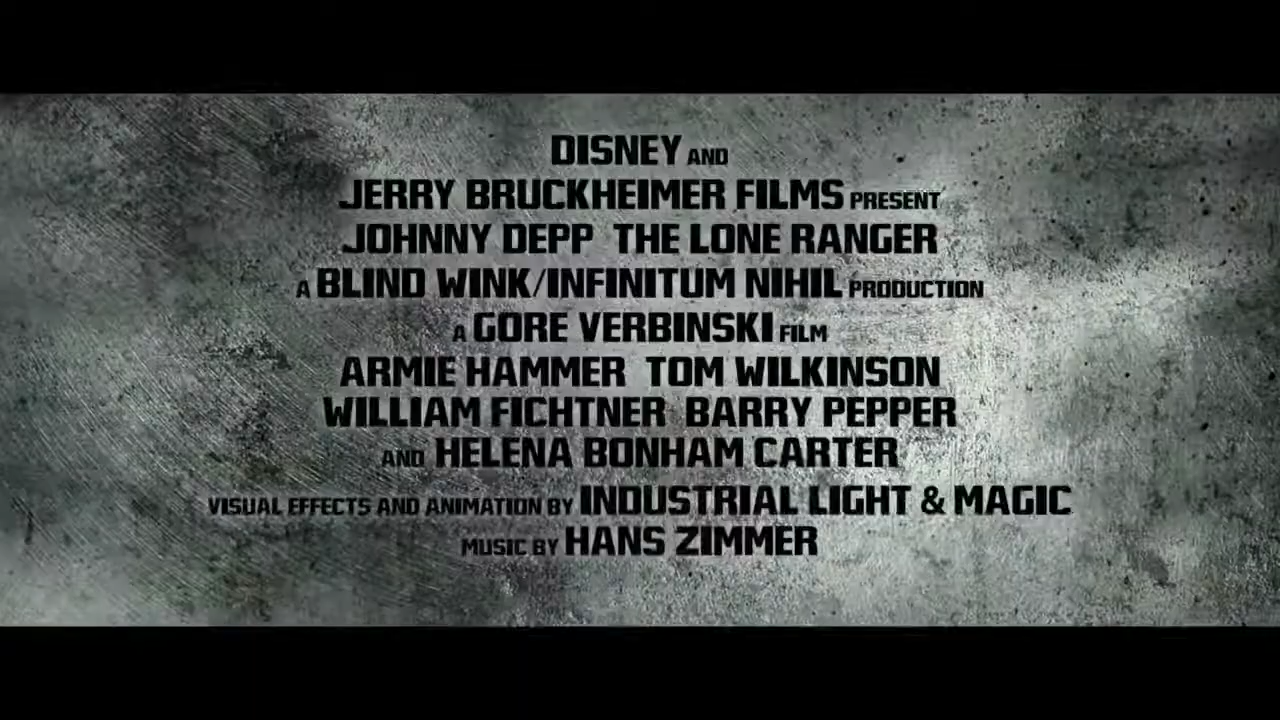 DISNEY AND
JERRY BRUCKHEIMER FILMS PRESENT
JOHNNY DEPP THE LONE RANGER
A BLIND WINK/INFINITUM NIHIL PRODUCTION
A GORE VERBINSKI FILM
ARMIE HAMMER TOM WILKINSON
WILLIAM FICHTNER BARRY PEPPER
AND HELENA BONHAM CARTER
VISUAL EFFECTS AND ANIMATION BY INDUSTRIAL LIGHT & MAGIC
MUSIC BY HANS ZIMMER